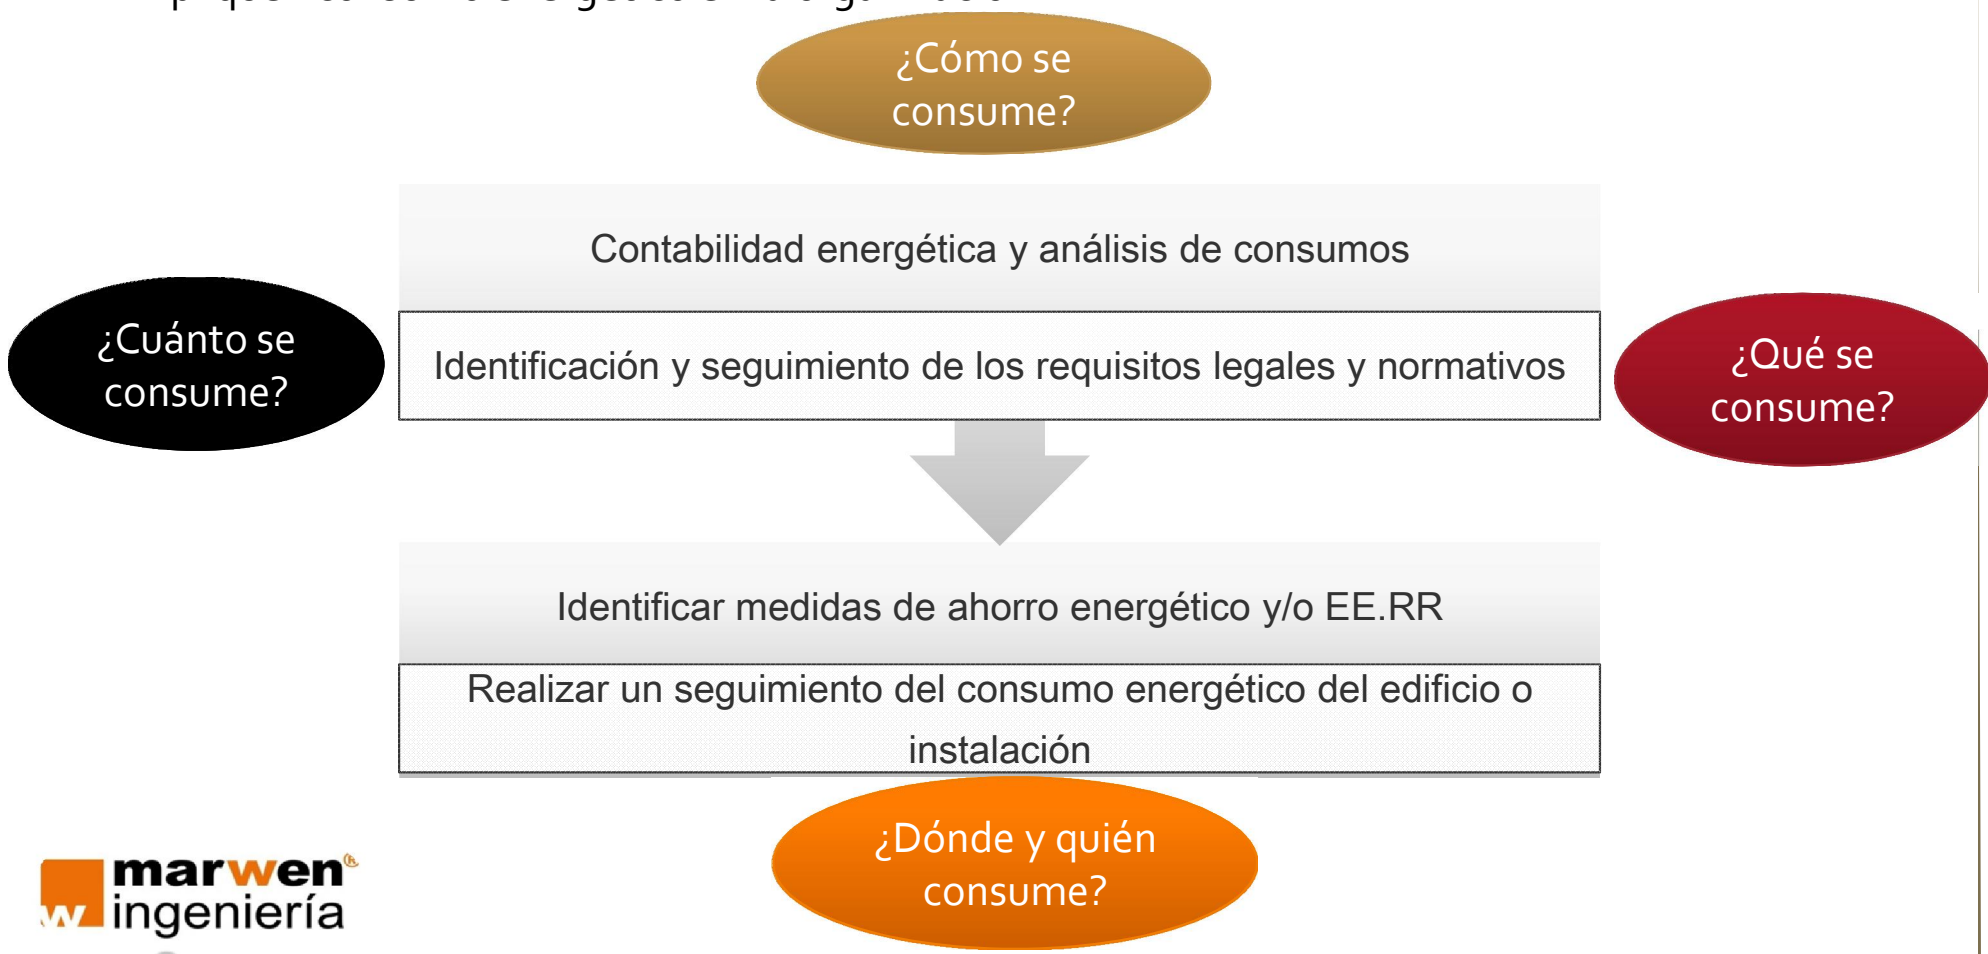 ¿Cómo se
consume?
Contabilidad energética y análisis de consumos
¿Cuánto se
consume?
Identificación y seguimiento de los requisitos legales y normativos
¿Qué se
consume?
Identificar medidas de ahorro energético y/o EE.RR
Realizar un seguimiento del consumo energético del edificio o
instalación
¿Dónde y quién
consume?
marwen®
w ingeniería